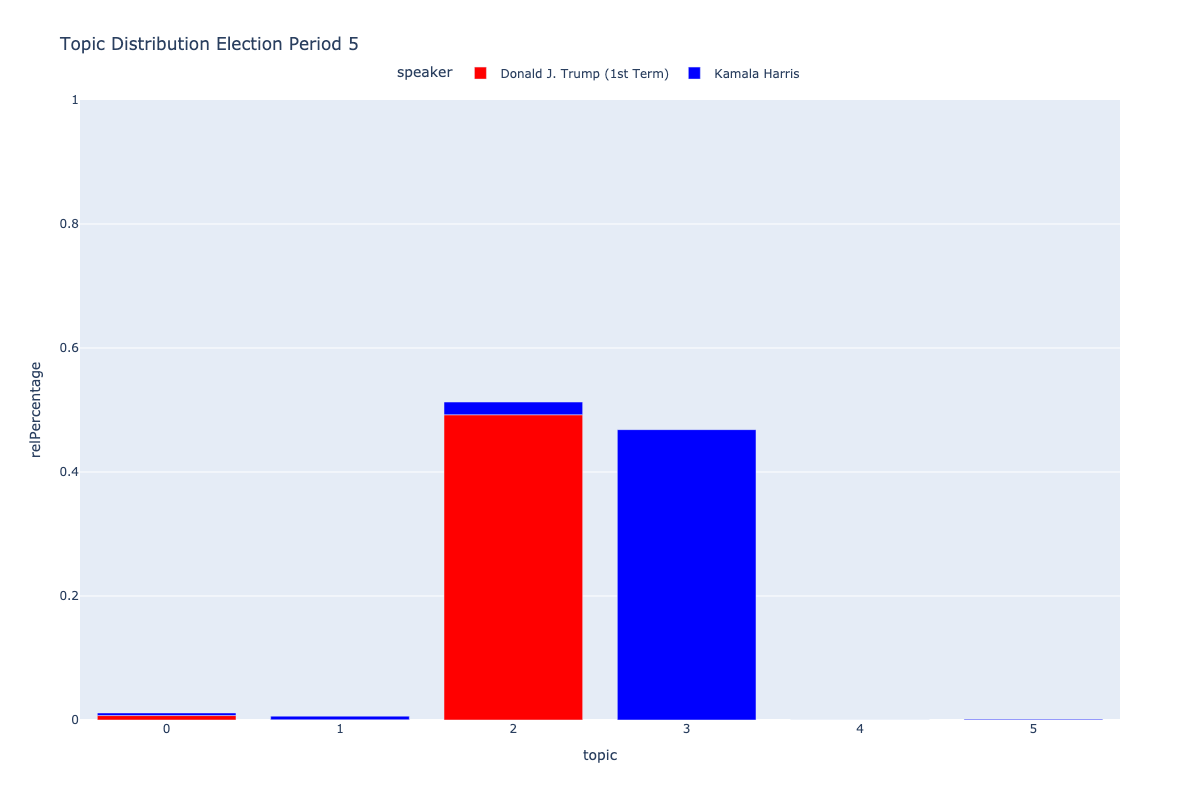 Topic Distribution Election Period 5
speaker Donald J. Trump (1st Term) Kamala Harris
1
0.8
0.6
0.4
0.2
0
relPercentage
0 1 2 3 4 5
topic